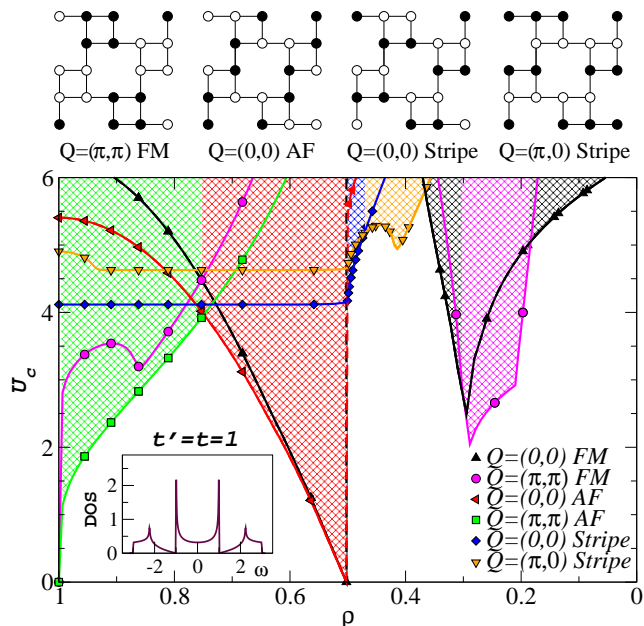 Q=(π,π) FM Q=(0,0) AF Q=(0,0) Stripe Q=(π,0) Stripe
6
4
2
0
U_c
t'=t=1
2
1
0
DOS
-2 0 2 ω
Q=(0,0) FM
Q=(π,π) FM
Q=(0,0) AF
Q=(π,π) AF
Q=(0,0) Stripe
Q=(π,0) Stripe
1 0.8 0.6 0.4 0.2 0
ρ